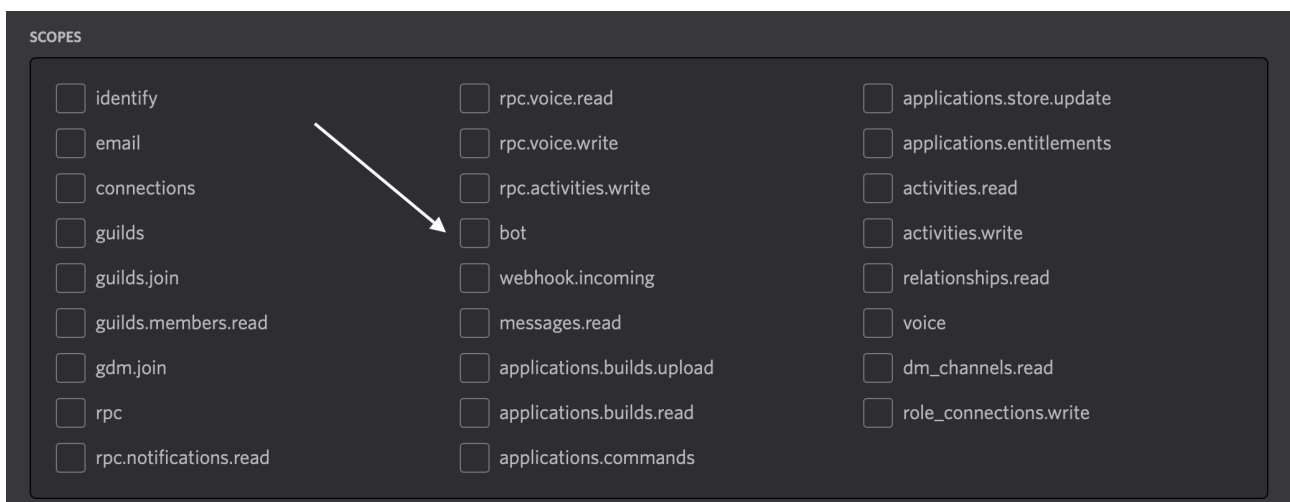 SCOPES
identify
email
connections
guilds
guilds.join
guilds.members.read
gdm.join
rpc
rpc.notifications.read
rpc.voice.read
rpc.voice.write
rpc.activities.write
bot
webhook.incoming
messages.read
applications.builds.upload
applications.builds.read
applications.commands
applications.store.update
applications.entitlements
activities.read
activities.write
relationships.read
voice
dm_channels.read
role_connections.write